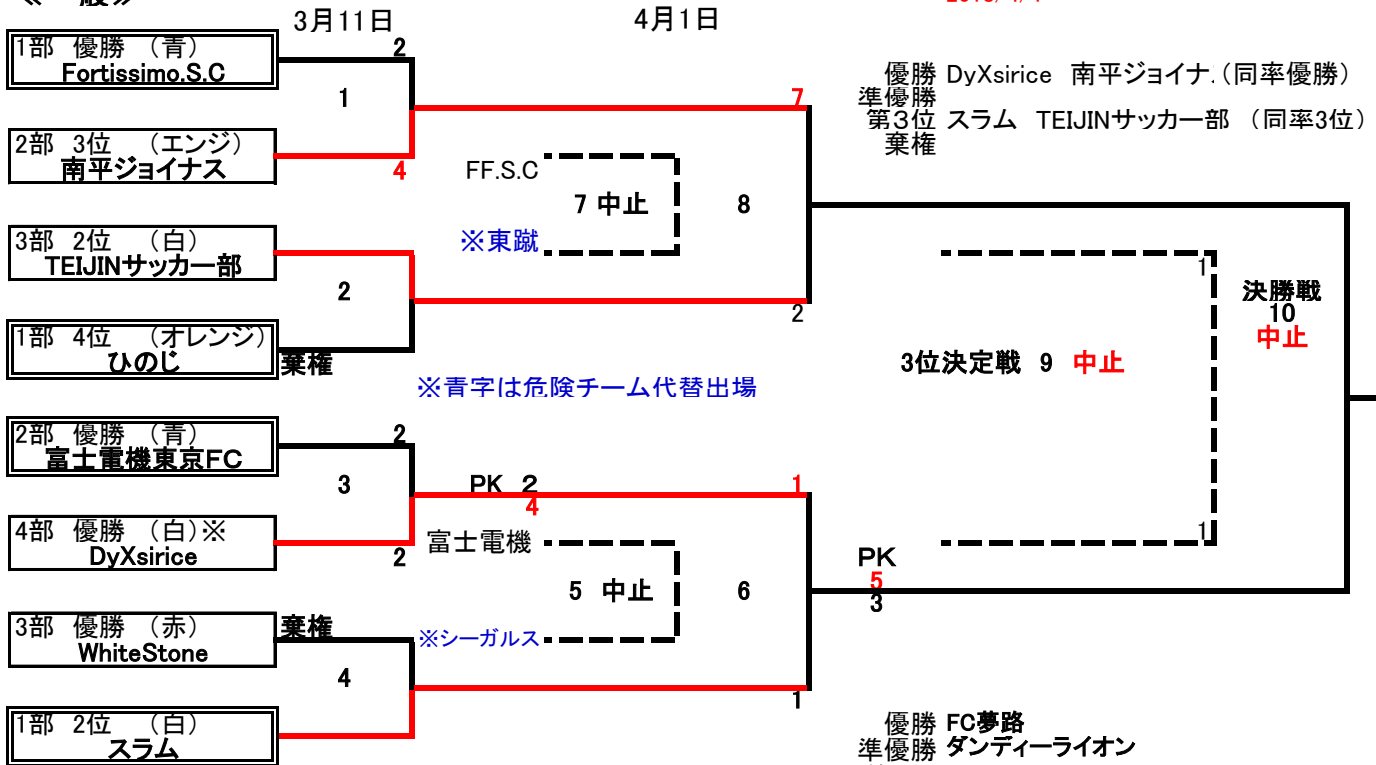 3月11日
4月1日
1部 優勝 （青）
Fortissimo.S.C
2
1
2部 3位 （エンジ）
南平ジョイナス
4
7
FF.S.C
7 中止
※東蹴
8
3部 2位 （白）
TEIJINサッカー部
2
1部 4位 （オレンジ）
ひのじ
棄権
2
※青字は危険チーム代替出場
優勝 DyXsirice 南平ジョイナ（同率優勝）
準優勝
第3位 スラム TEIJINサッカー部 （同率3位）
棄権
1
決勝戦
10
中止
3位決定戦 9 中止
1
2部 優勝 （青）
富士電機東京FC
2
3
PK 2
4
1
4部 優勝 （白）※
DyXsirice
2
富士電機
5 中止
※シーガルス
6
PK
5
3
3部 優勝 （赤）
WhiteStone
棄権
4
1部 2位 （白）
スラム
1
優勝 FC夢路
準優勝 ダンディーライオン